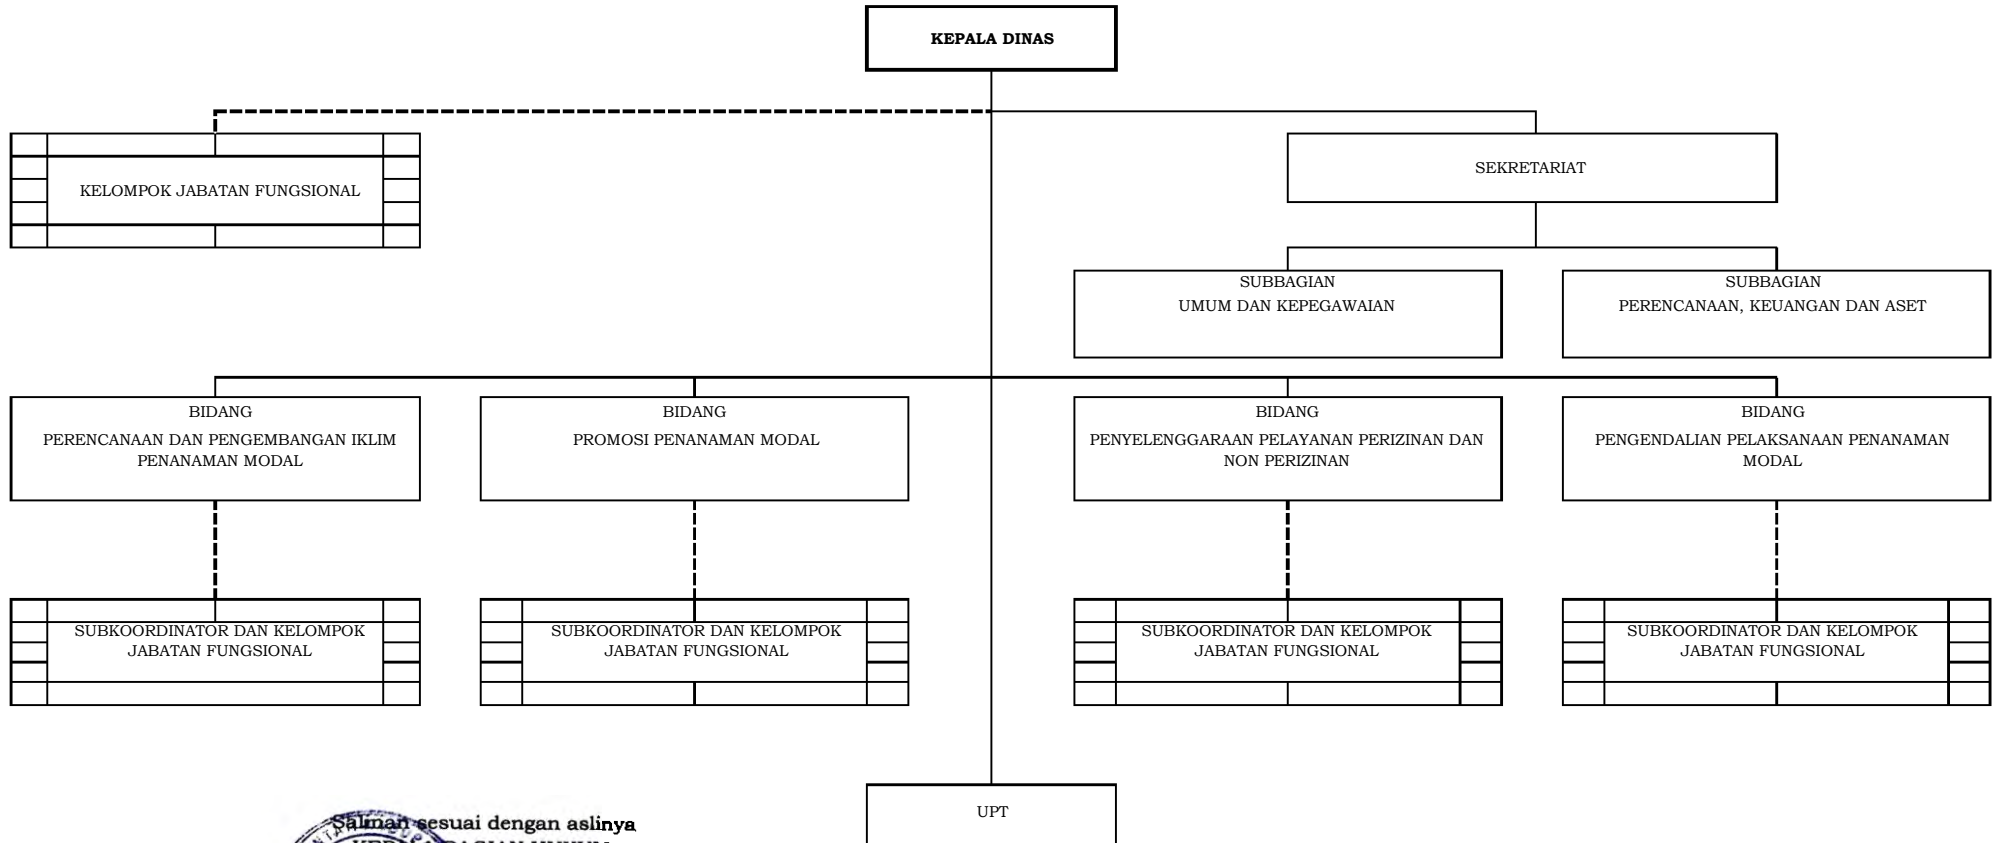 KEPALA DINAS
KELOMPOK JABATAN FUNGSIONAL
SEKRETARIAT
SUBBAGIAN
UMUM DAN KEPEGAWAIAN
SUBBAGIAN
PERENCANAAN, KEUANGAN DAN ASET
BIDANG
PERENCANAAN DAN PENGEMBANGAN IKLIM
PENANAMAN MODAL
BIDANG
PROMOSI PENANAMAN MODAL
BIDANG
PENYELENGGARAAN PELAYANAN PERIZINAN DAN
NON PERIZINAN
BIDANG
PENGENDALIAN PELAKSANAAN PENANAMAN
MODAL
SUBKOORDINATOR DAN KELOMPOK
JABATAN FUNGSIONAL
SUBKOORDINATOR DAN KELOMPOK
JABATAN FUNGSIONAL
SUBKOORDINATOR DAN KELOMPOK
JABATAN FUNGSIONAL
SUBKOORDINATOR DAN KELOMPOK
JABATAN FUNGSIONAL
UPT
Salinan sesuai dengan aslinya